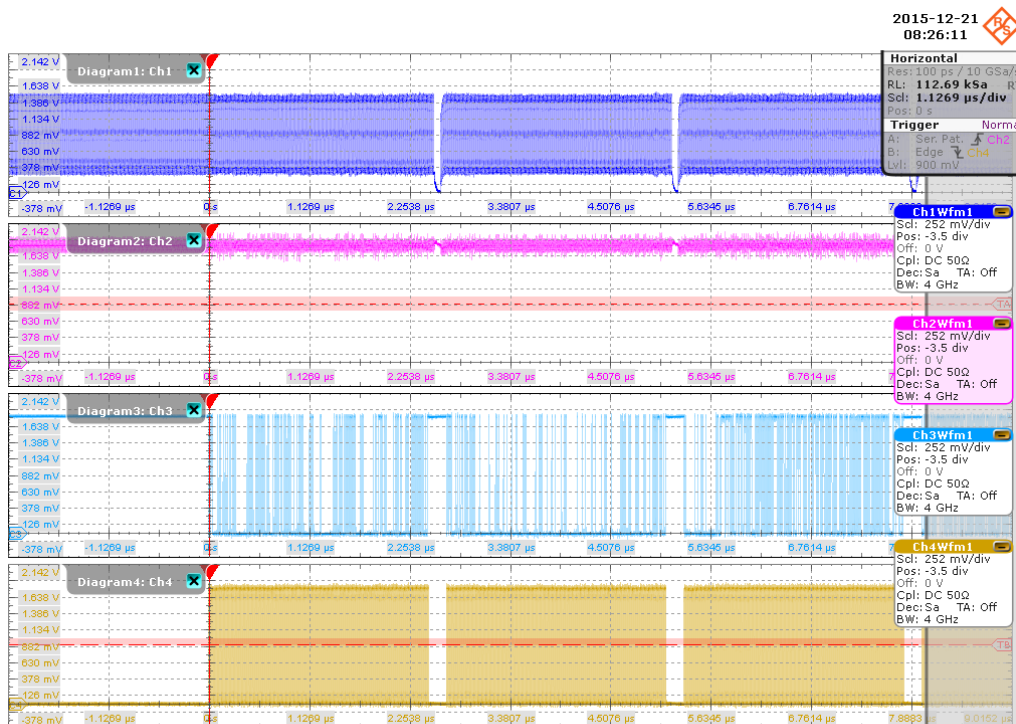 2015-12-21
08:26:11
R&S
Horizontal
Res: 100 ps / 10 GSa/s
RL: 112.69 kSa R
Scl: 1.1269 µs/div
Pos: 0 s
Trigger Norma
A: Ser. Pat. Ch2
B: Edge Ch4
Lvl: 900 mV
Diagram1: Ch1
2.142 V
1.638 V
1.386 V
1.134 V
882 mV
630 mV
378 mV
126 mV
C1
-378 mV -1.1269 µs 0 s 1.1269 µs 2.2538 µs 3.3807 µs 4.5076 µs 5.6345 µs 6.7614 µs
Ch1Wfm1
Scl: 252 mV/div
Pos: -3.5 div
Off: 0 V
Cpl: DC 50Ω
Dec: Sa TA: Off
BW: 4 GHz
Diagram2: Ch2
2.142 V
1.638 V
1.386 V
1.134 V
882 mV
TA
630 mV
378 mV
126 mV
C2
-378 mV -1.1269 µs 0 s 1.1269 µs 2.2538 µs 3.3807 µs 4.5076 µs 5.6345 µs 6.7614 µs
Ch2Wfm1
Scl: 252 mV/div
Pos: -3.5 div
Off: 0 V
Cpl: DC 50Ω
Dec: Sa TA: Off
BW: 4 GHz
Diagram3: Ch3
2.142 V
1.638 V
1.386 V
1.134 V
882 mV
630 mV
378 mV
126 mV
C3
-378 mV -1.1269 µs 0 s 1.1269 µs 2.2538 µs 3.3807 µs 4.5076 µs 5.6345 µs 6.7614 µs
Ch3Wfm1
Scl: 252 mV/div
Pos: -3.5 div
Off: 0 V
Cpl: DC 50Ω
Dec: Sa TA: Off
BW: 4 GHz
Diagram4: Ch4
2.142 V
1.638 V
1.386 V
1.134 V
882 mV
TB
630 mV
378 mV
126 mV
C4
-378 mV -1.1269 µs 0 s 1.1269 µs 2.2538 µs 3.3807 µs 4.5076 µs 5.6345 µs 6.7614 µs 7.8883 9.0152 µs
Ch4Wfm1
Scl: 252 mV/div
Pos: -3.5 div
Off: 0 V
Cpl: DC 50Ω
Dec: Sa TA: Off
BW: 4 GHz